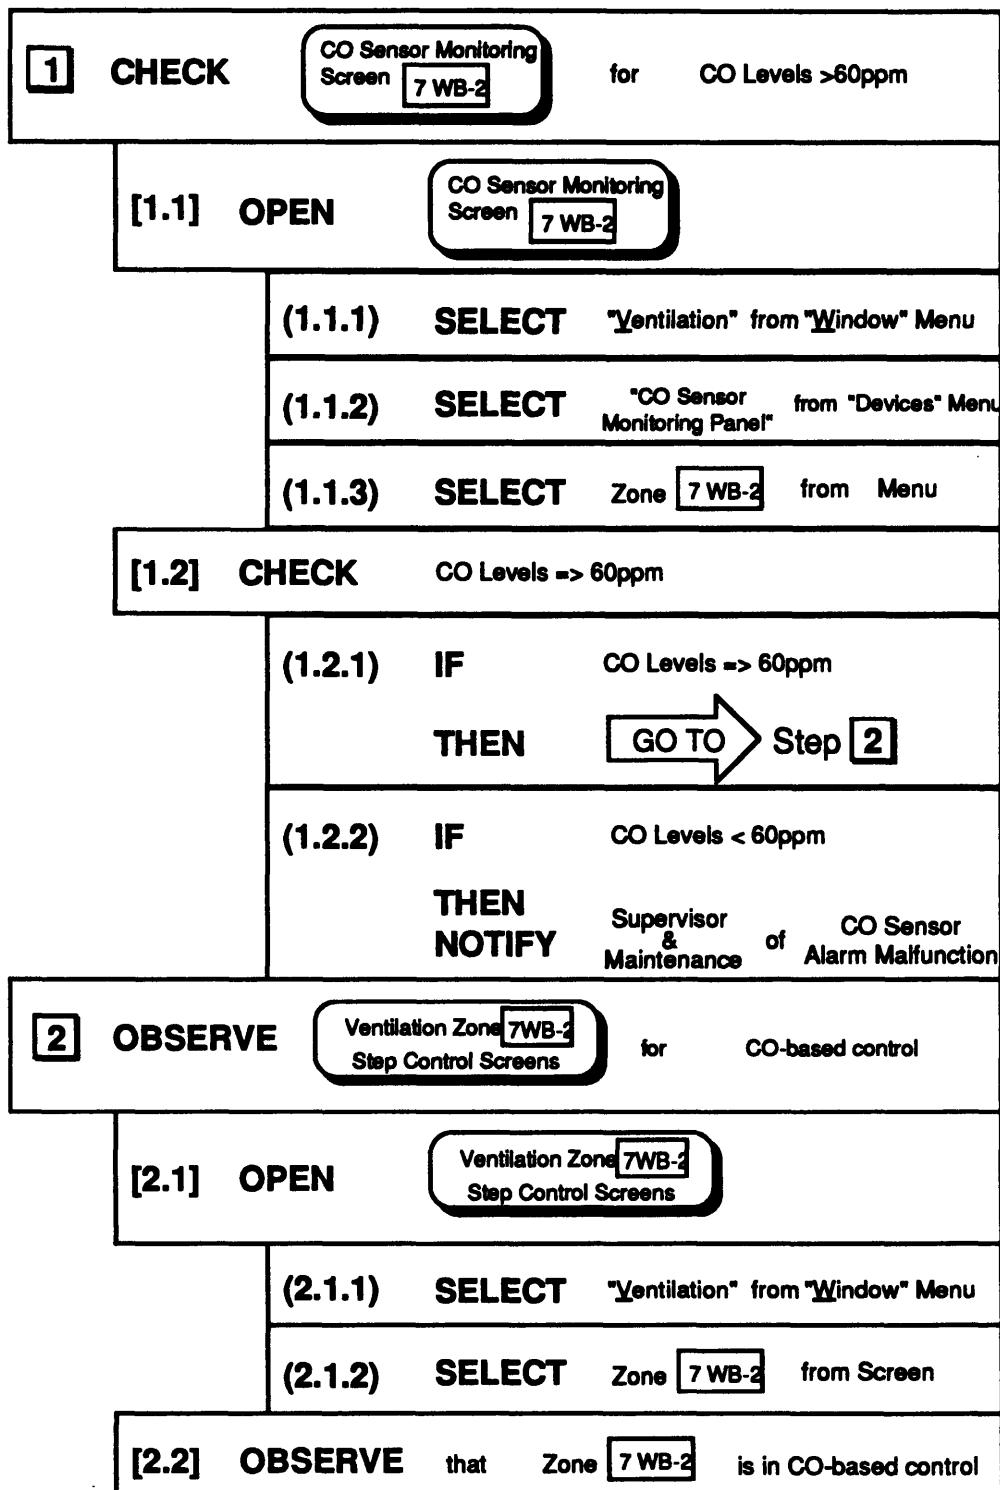 1 CHECK CO Sensor Monitoring Screen 7 WB-2 for CO Levels >60ppm
[1.1] OPEN CO Sensor Monitoring Screen 7 WB-2
(1.1.1) SELECT "Ventilation" from "Window" Menu
(1.1.2) SELECT "CO Sensor Monitoring Panel" from "Devices" Menu
(1.1.3) SELECT Zone 7 WB-2 from Menu
[1.2] CHECK CO Levels => 60ppm
(1.2.1) IF CO Levels => 60ppm
THEN GO TO Step 2
(1.2.2) IF CO Levels < 60ppm
THEN NOTIFY Supervisor & Maintenance of CO Sensor Alarm Malfunction
2 OBSERVE Ventilation Zone 7WB-2 Step Control Screens for CO-based control
[2.1] OPEN Ventilation Zone 7WB-2 Step Control Screens
(2.1.1) SELECT "Ventilation" from "Window" Menu
(2.1.2) SELECT Zone 7 WB-2 from Screen
[2.2] OBSERVE that Zone 7 WB-2 is in CO-based control